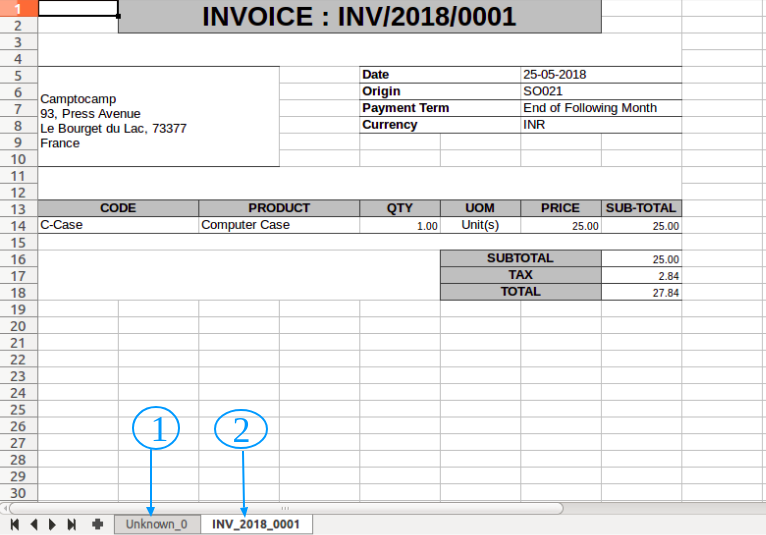 INVOICE : INV/2018/0001
1
2
3
4
5 Date 25-05-2018
6 Origin SO021
Camptocamp
7 Payment Term End of Following Month
93, Press Avenue
8 Currency INR
Le Bourget du Lac, 73377
9 France
10
11
12
13 CODE PRODUCT QTY UOM PRICE SUB-TOTAL
14 C-Case Computer Case 1.00 Unit(s) 25.00 25.00
15
16 SUBTOTAL 25.00
17 TAX 2.84
18 TOTAL 27.84
19
20
21
22
23
24
25
26
27
28
29
30
1 2
Unknown_0 INV_2018_0001